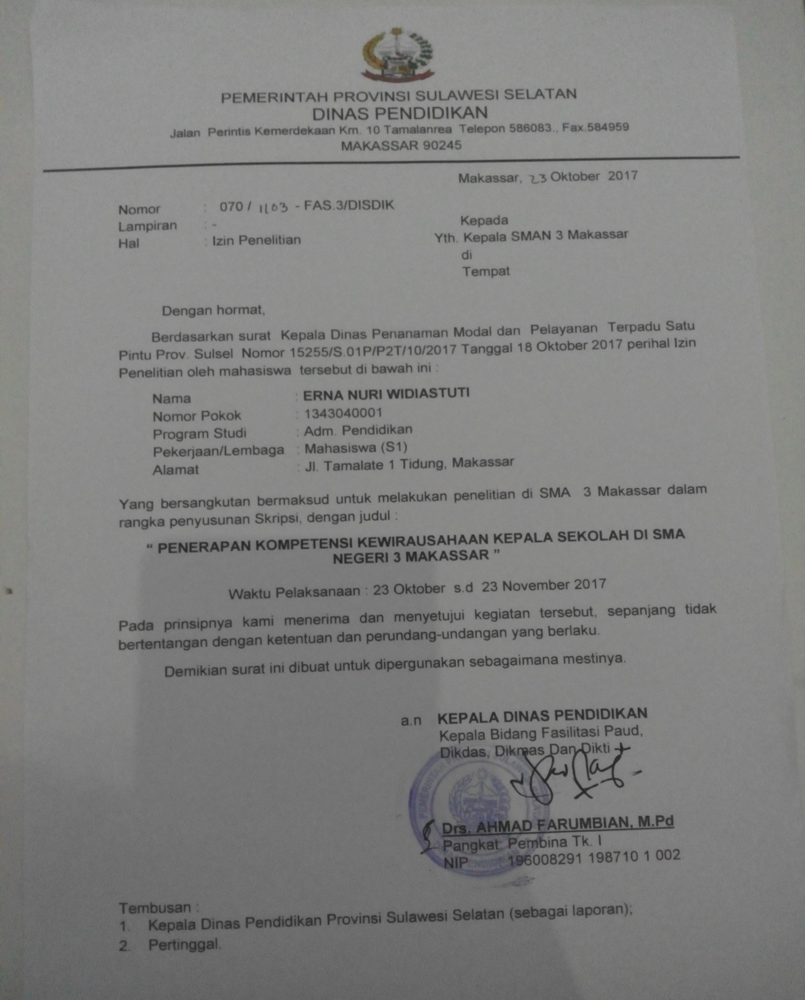 PEMERINTAH PROVINSI SULAWESI SELATAN
DINAS PENDIDIKAN
Jalan Perintis Kemerdekaan Km. 10 Tamalanrea Telepon 586083., Fax.584959
MAKASSAR 90245
Makassar, 23 Oktober 2017
Nomor : 070 / 1103 - FAS.3/DISDIK
Lampiran : -
Hal : Izin Penelitian
Kepada
Yth. Kepala SMAN 3 Makassar
di
Tempat
Dengan hormat,
Berdasarkan surat Kepala Dinas Penanaman Modal dan Pelayanan Terpadu Satu
Pintu Prov. Sulsel Nomor 15255/S.01P/P2T/10/2017 Tanggal 18 Oktober 2017 perihal Izin
Penelitian oleh mahasiswa tersebut di bawah ini :
Nama : ERNA NURI WIDIASTUTI
Nomor Pokok : 1343040001
Program Studi : Adm. Pendidikan
Pekerjaan/Lembaga : Mahasiswa (S1)
Alamat : Jl. Tamalate 1 Tidung, Makassar
Yang bersangkutan bermaksud untuk melakukan penelitian di SMA 3 Makassar dalam
rangka penyusunan Skripsi, dengan judul :
“ PENERAPAN KOMPETENSI KEWIRAUSAHAAN KEPALA SEKOLAH DI SMA
NEGERI 3 MAKASSAR ”
Waktu Pelaksanaan : 23 Oktober s.d 23 November 2017
Pada prinsipnya kami menerima dan menyetujui kegiatan tersebut, sepanjang tidak
bertentangan dengan ketentuan dan perundang-undangan yang berlaku.
Demikian surat ini dibuat untuk dipergunakan sebagaimana mestinya.
a.n KEPALA DINAS PENDIDIKAN
Kepala Bidang Fasilitasi Paud,
Dikdas, Dikmas Dan Dikti
Drs. AHMAD FARUMBIAN, M.Pd
Pangkat: Pembina Tk. I
NIP : 196008291 198710 1 002
Tembusan :
1. Kepala Dinas Pendidikan Provinsi Sulawesi Selatan (sebagai laporan);
2. Pertinggal.